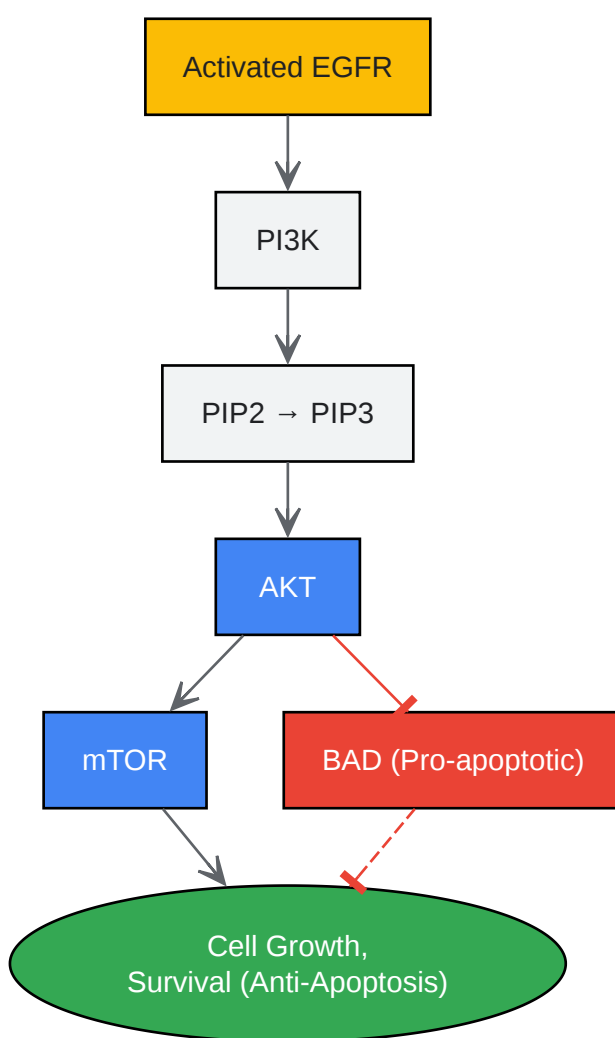 Activated EGFR
PI3K
PIP2 → PIP3
AKT
mTOR
BAD (Pro-apoptotic)
Cell Growth,
Survival (Anti-Apoptosis)